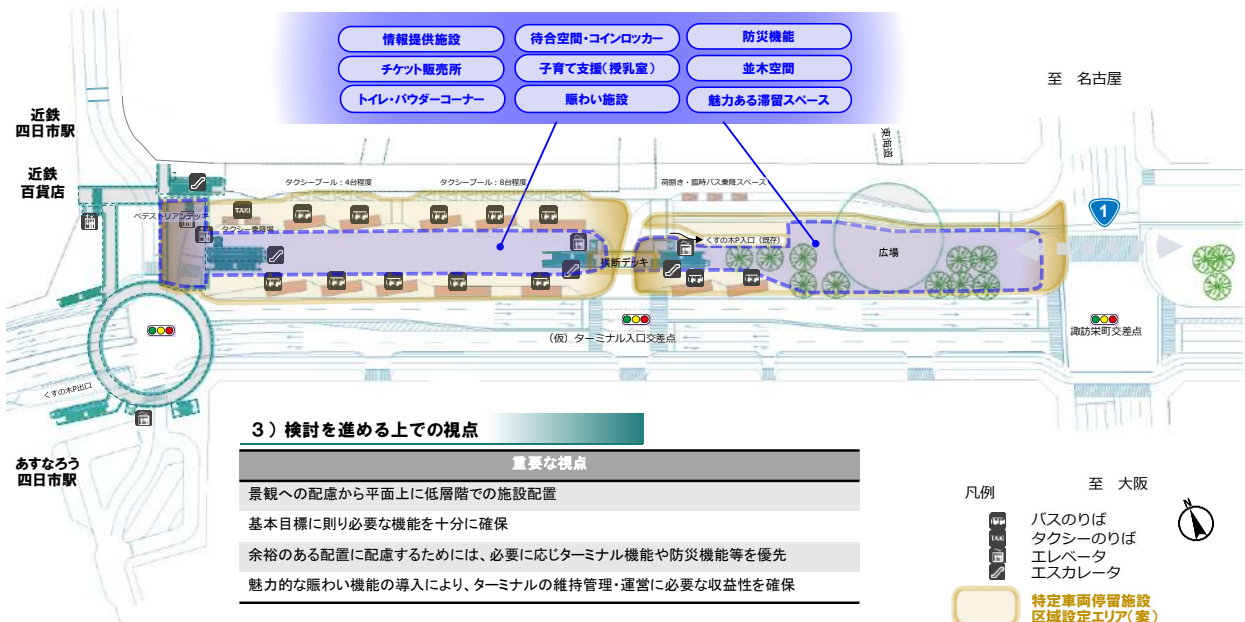 情報提供施設
待合空間・コインロッカー
防災機能
チケット販売所
子育て支援(授乳室)
並木空間
トイレ・パウダーコーナー
賑わい施設
魅力ある滞留スペース
至 名古屋
近鉄
四日市駅
近鉄
百貨店
東海道
タクシープール:4台程度
タクシープール:8台程度
荷捌き・臨時バス乗降スペース
ペデストリアンデッキ
TAXI
タクシー乗降場
1
くすの木P入口(既存)
横断デッキ
広場
(仮)ターミナル入口交差点
諏訪栄町交差点
くすの木P出口
あすなろう
四日市駅
3)検討を進める上での視点
重要な視点
景観への配慮から平面上に低層階での施設配置
基本目標に則り必要な機能を十分に確保
余裕のある配置に配慮するためには、必要に応じターミナル機能や防災機能等を優先
魅力的な賑わい機能の導入により、ターミナルの維持管理・運営に必要な収益性を確保
至 大阪
凡例
N
バスのりば
TAXI
タクシーのりば
エレベータ
エスカレータ
特定車両停留施設
区域設定エリア(案)